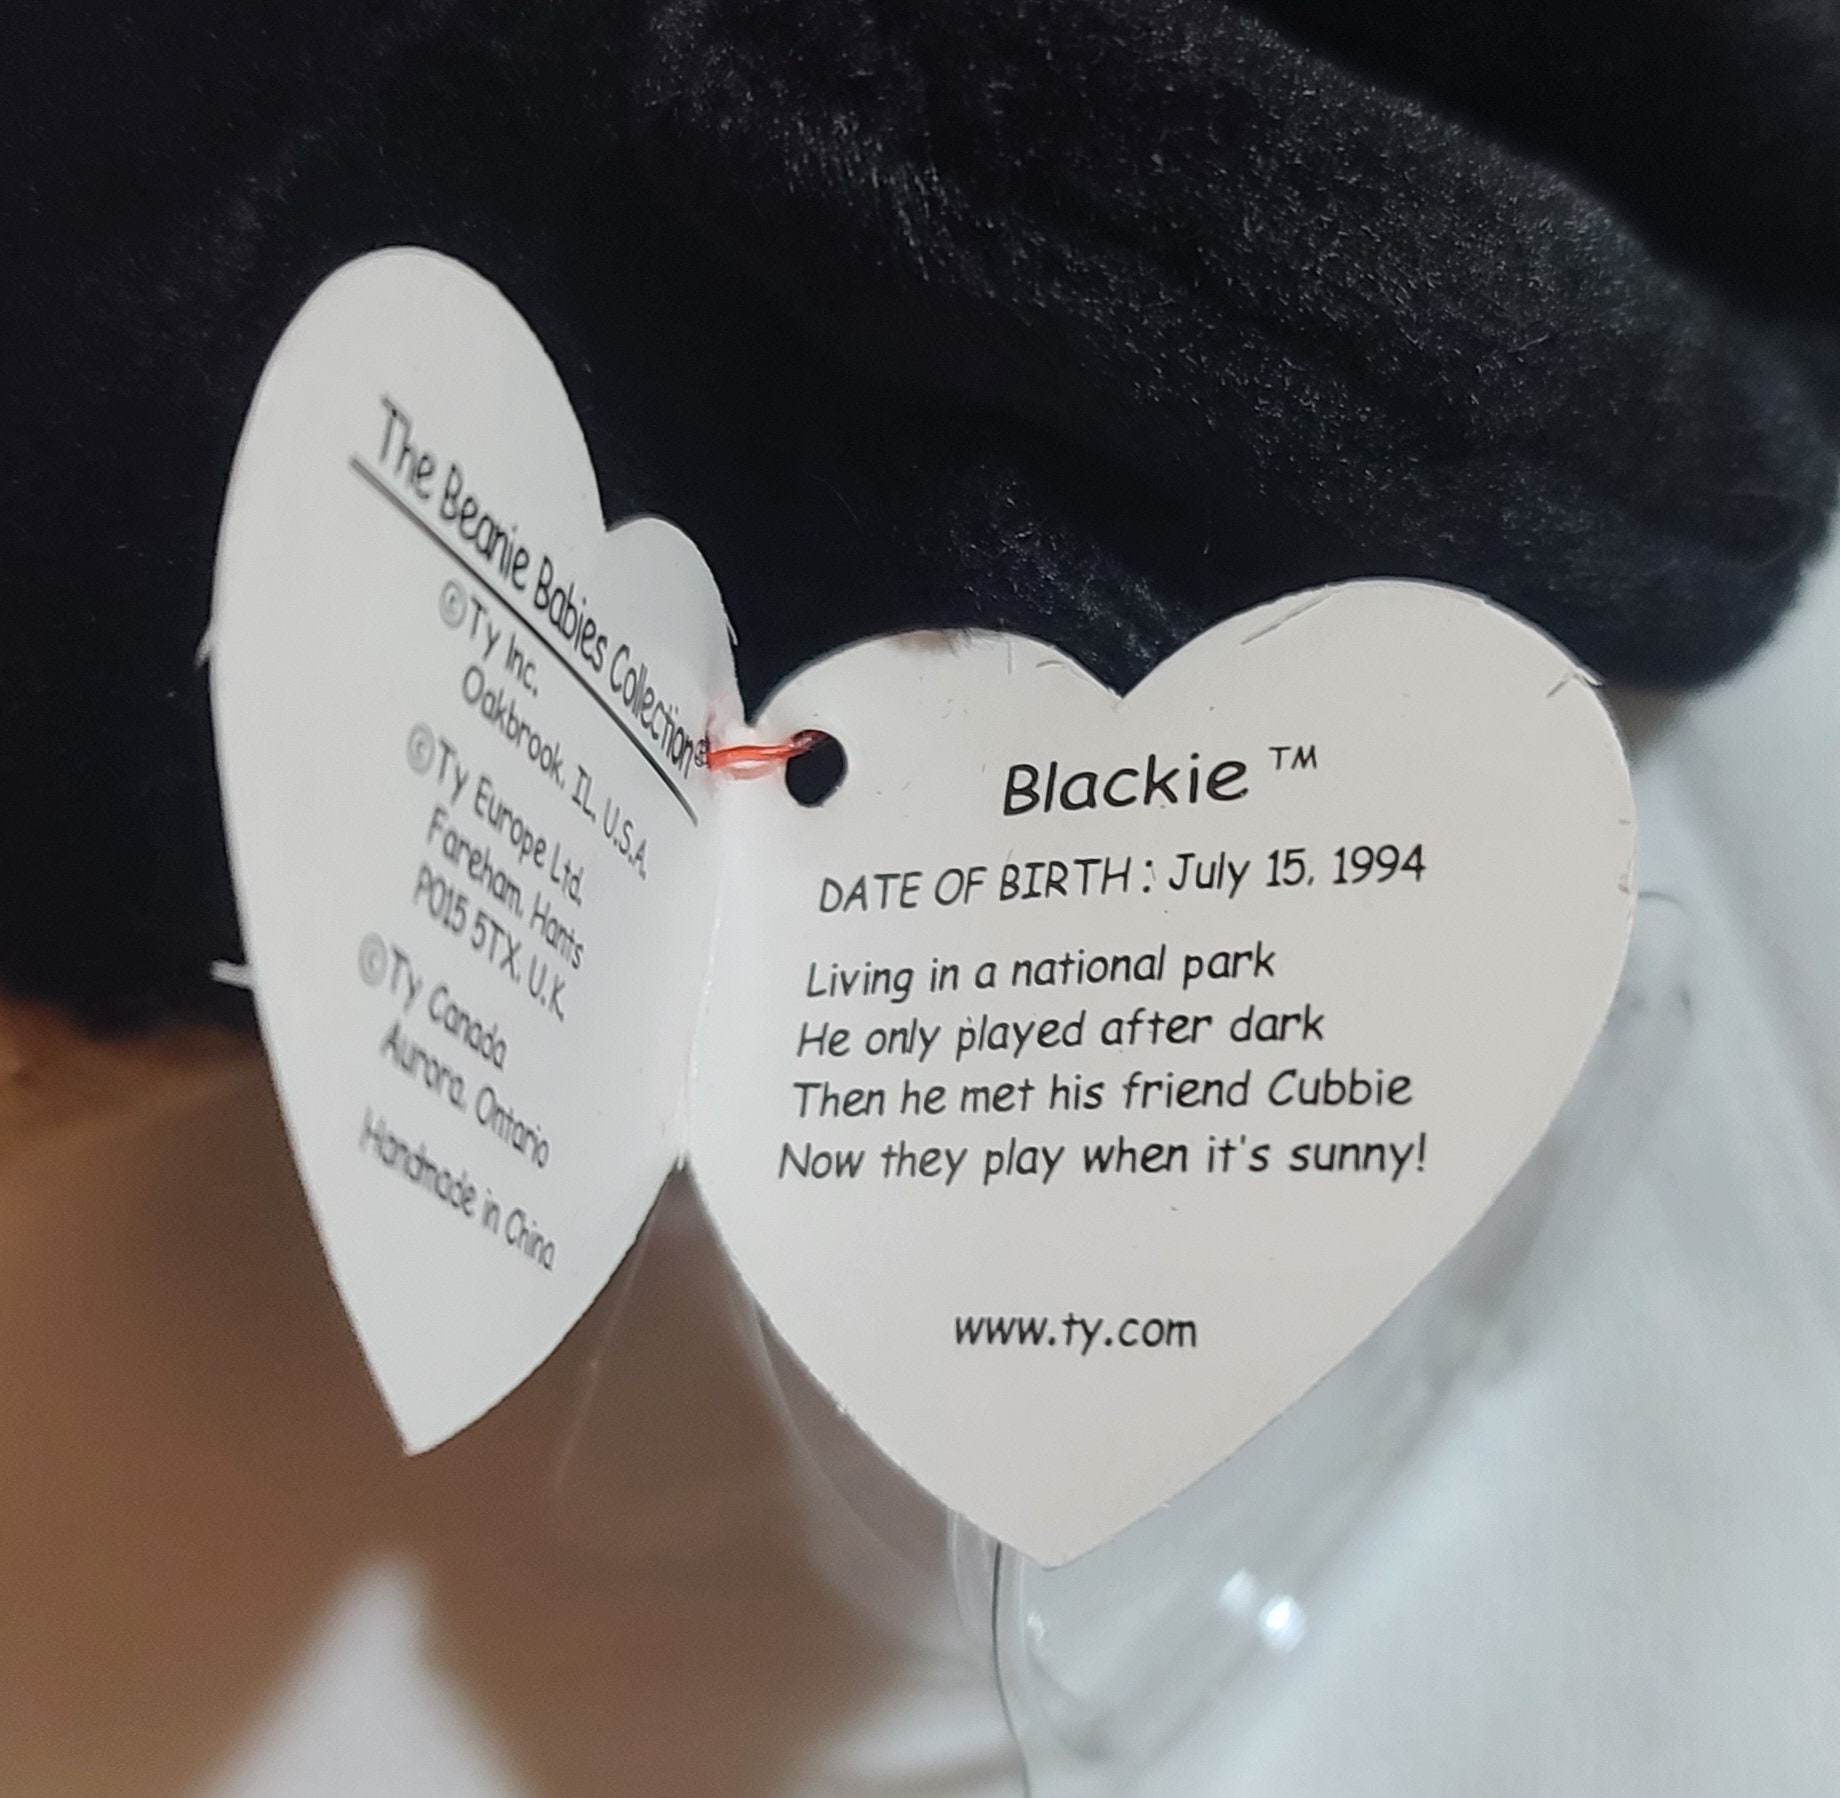 The Beanie Babies Collection®
©Ty Inc.
Oakbrook, IL, U.S.A.
©Ty Europe Ltd.
Fareham, Hants
PO15 5TX, U.K.
©Ty Canada
Aurora, Ontario
Handmade in China
Blackie ™
DATE OF BIRTH : July 15, 1994
Living in a national park
He only played after dark
Then he met his friend Cubbie
Now they play when it's sunny!
www.ty.com